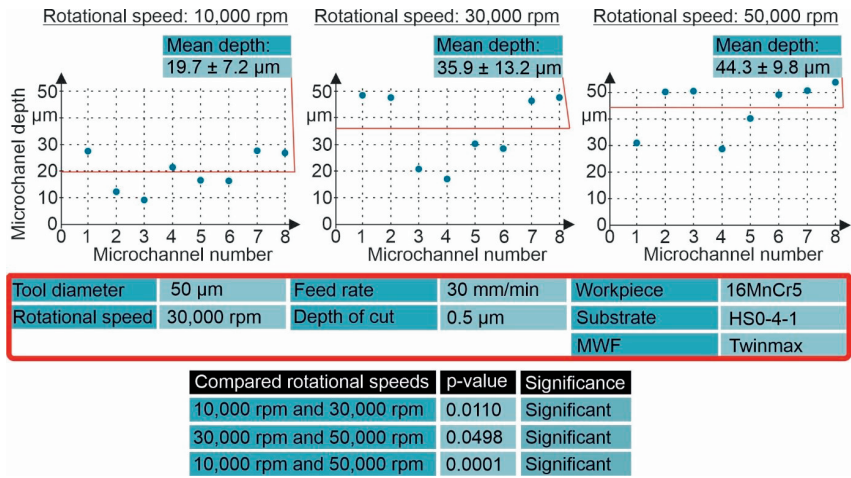 Rotational speed: 10,000 rpm
Mean depth:
19.7 ± 7.2 µm
Microchanel depth
50
µm
30
20
10
0
0 1 2 3 4 5 6 7 8
Microchannel number
Rotational speed: 30,000 rpm
Mean depth:
35.9 ± 13.2 µm
50
µm
30
20
10
0
0 1 2 3 4 5 6 7 8
Microchannel number
Rotational speed: 50,000 rpm
Mean depth:
44.3 ± 9.8 µm
50
µm
30
20
10
0
0 1 2 3 4 5 6 7 8
Microchannel number
Tool diameter 50 µm Feed rate 30 mm/min Workpiece 16MnCr5
Rotational speed 30,000 rpm Depth of cut 0.5 µm Substrate HS0-4-1
MWF Twinmax
Compared rotational speeds p-value Significance
10,000 rpm and 30,000 rpm 0.0110 Significant
30,000 rpm and 50,000 rpm 0.0498 Significant
10,000 rpm and 50,000 rpm 0.0001 Significant